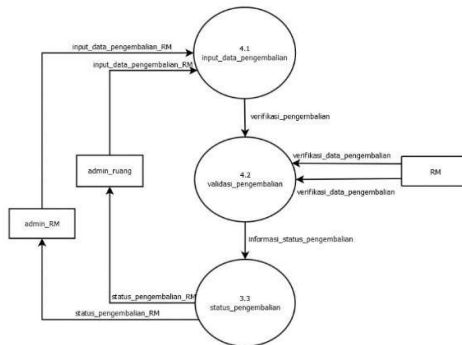 4.1
input_data_pengembalian
input_data_pengembalian_RM
input_data_pengembalian_RM
verifikasi_pengembalian
4.2
validasi_pengembalian
verifikasi_data_pengembalian
verifikasi_data_pengembalian
RM
admin_ruang
admin_RM
informasi_status_pengembalian
3.3
status_pengembalian
status_pengembalian_RM
status_pengembalian_RM